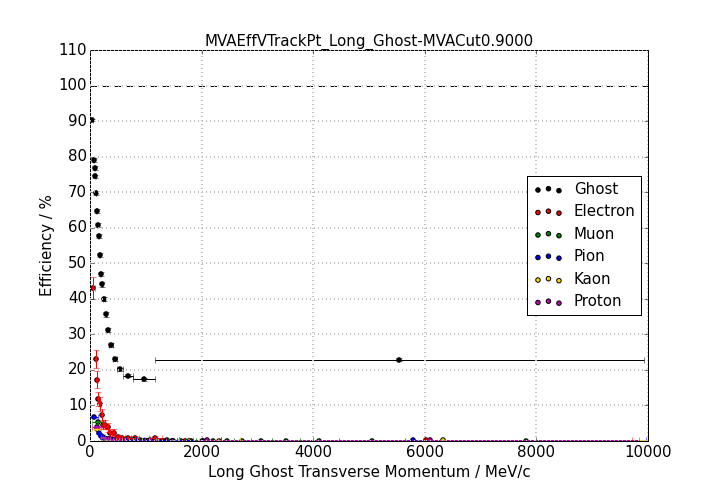 MVAEffVTrackPt_Long_Ghost-MVACut0.9000
110
100
90
80
70
60
50
40
30
20
10
0
Efficiency / %
Ghost
Electron
Muon
Pion
Kaon
Proton
0 2000 4000 6000 8000 10000
Long Ghost Transverse Momentum / MeV/c